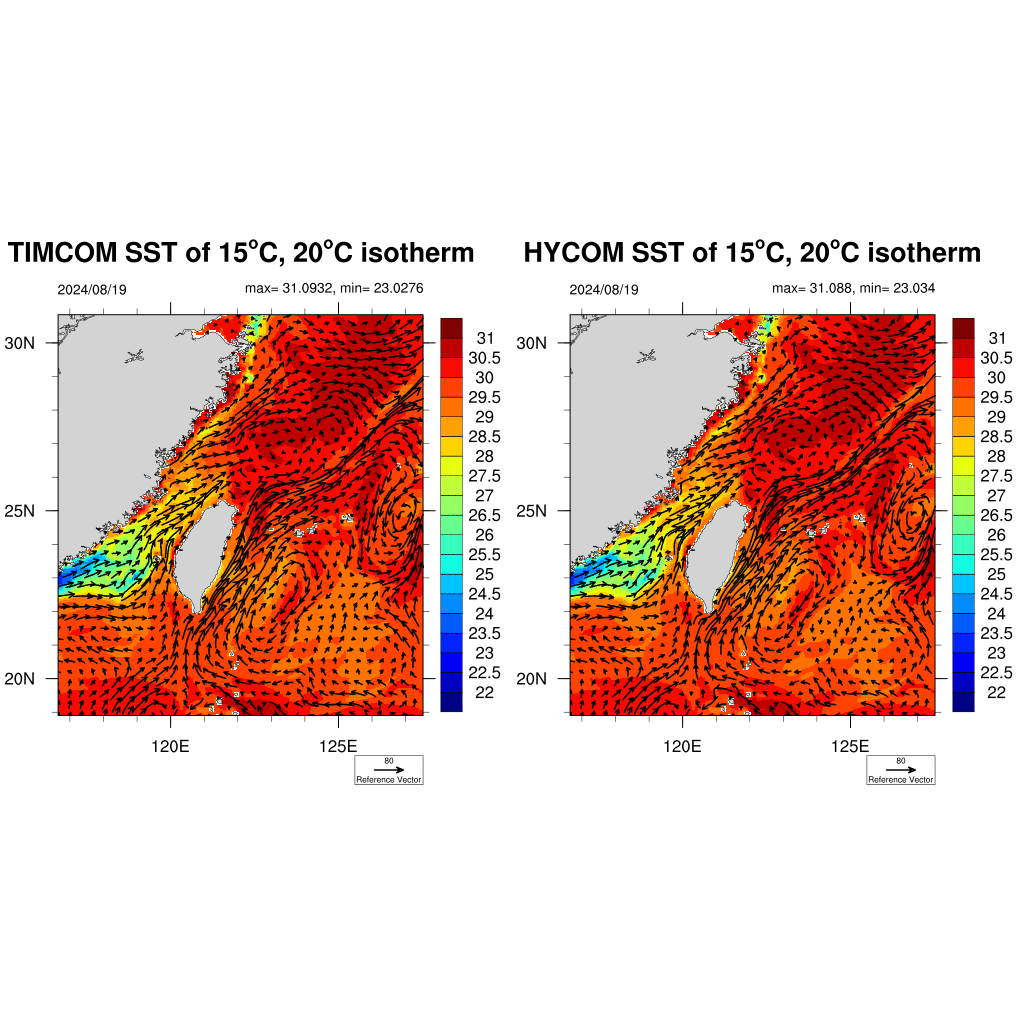 TIMCOM SST of 15°C, 20°C isotherm
2024/08/19 max= 31.0932, min= 23.0276
30N
25N
20N
120E 125E
31
30.5
30
29.5
29
28.5
28
27.5
27
26.5
26
25.5
25
24.5
24
23.5
23
22.5
22
80
Reference Vector
HYCOM SST of 15°C, 20°C isotherm
2024/08/19 max= 31.088, min= 23.034
30N
25N
20N
120E 125E
31
30.5
30
29.5
29
28.5
28
27.5
27
26.5
26
25.5
25
24.5
24
23.5
23
22.5
22
80
Reference Vector